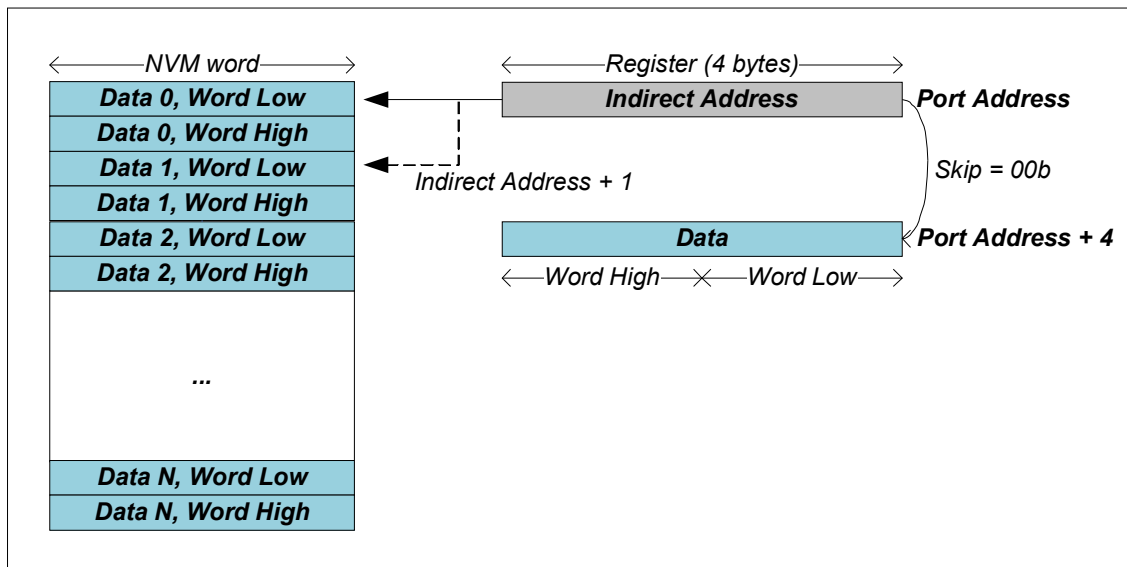 NVM word
Data 0, Word Low
Data 0, Word High
Data 1, Word Low
Data 1, Word High
Data 2, Word Low
Data 2, Word High
...
Data N, Word Low
Data N, Word High
Register (4 bytes)
Indirect Address
Port Address
Indirect Address + 1
Skip = 00b
Data
Port Address + 4
Word High
Word Low